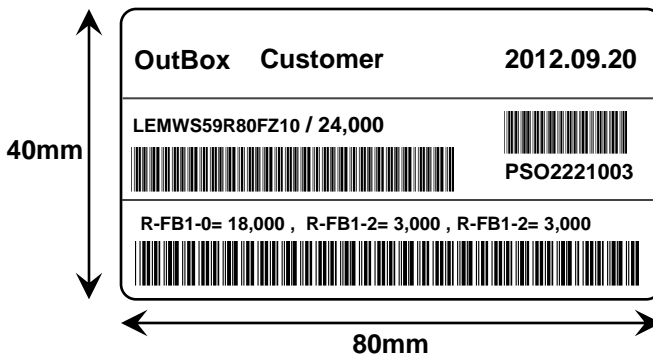 OutBox Customer 2012.09.20
LEMWS59R80FZ10 / 24,000
PSO2221003
40mm
R-FB1-0= 18,000 , R-FB1-2= 3,000 , R-FB1-2= 3,000
80mm